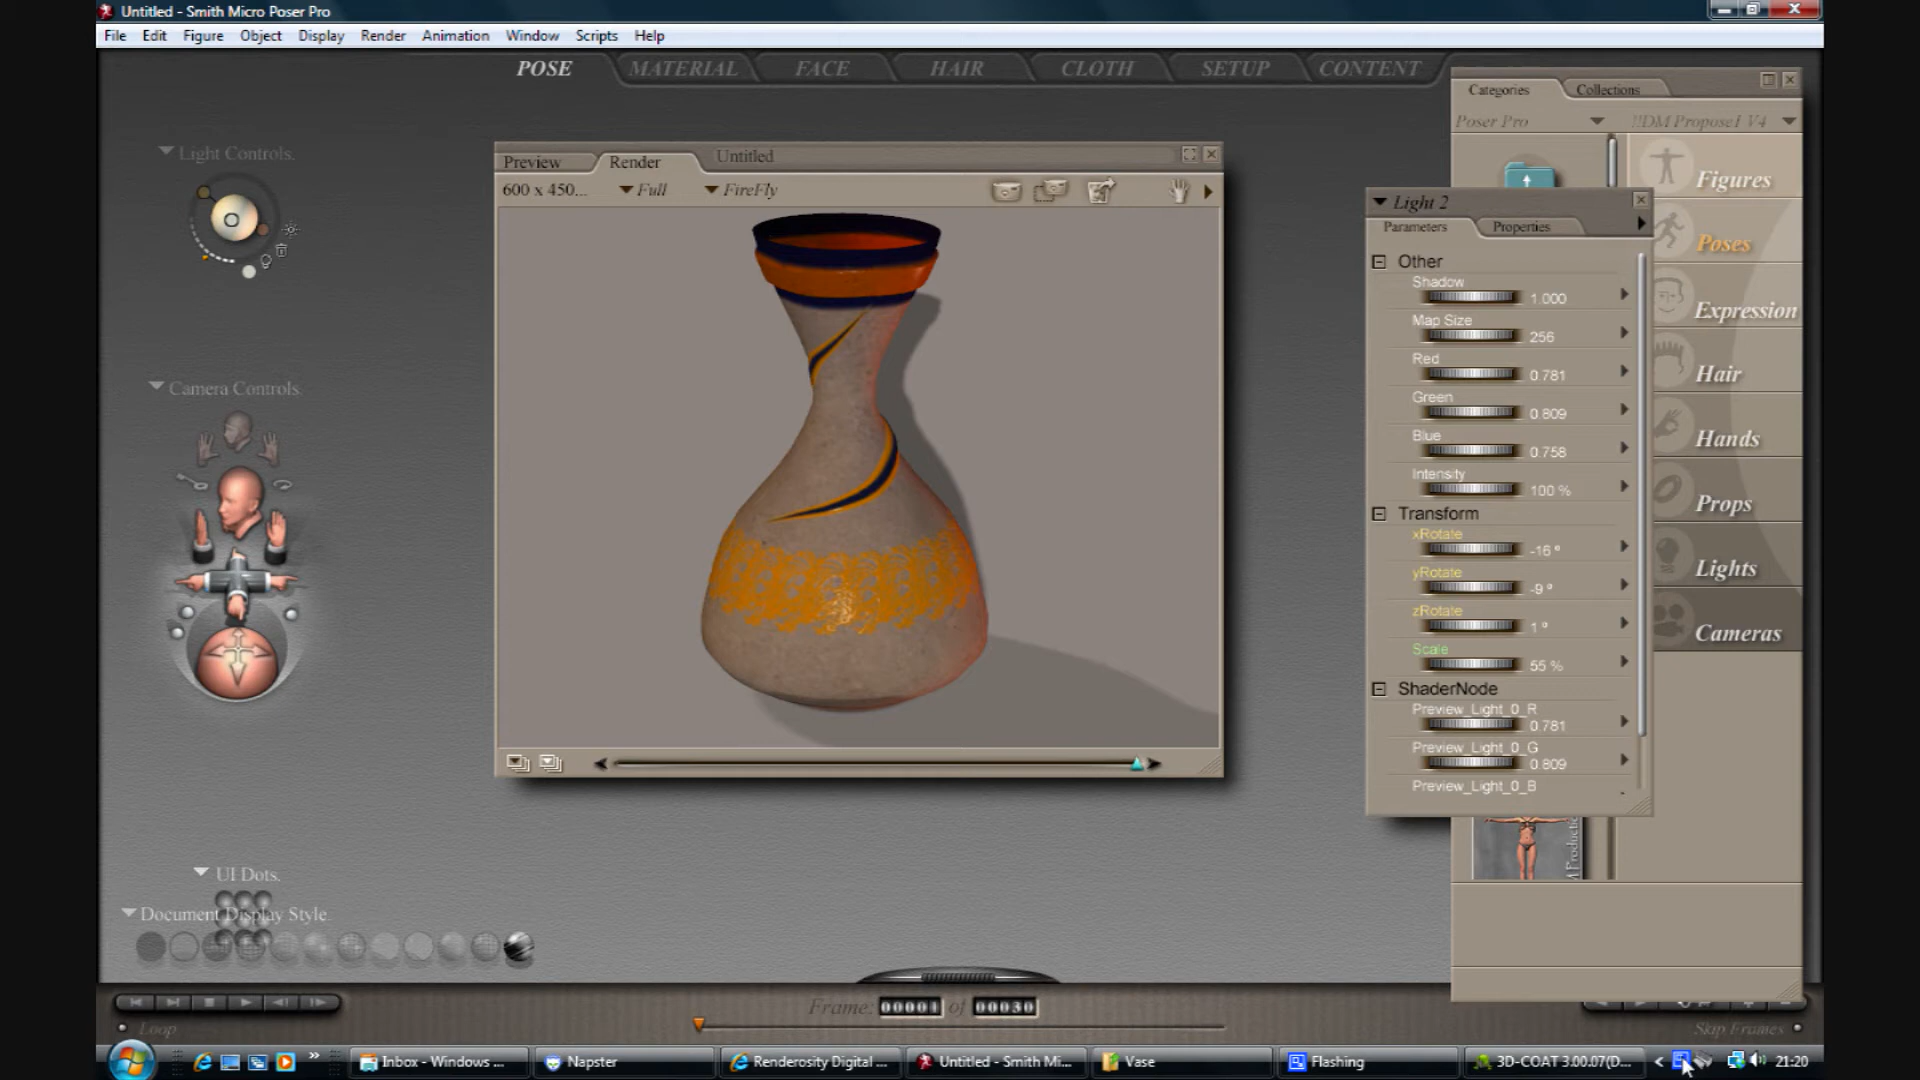 Untitled - Smith Micro Poser Pro
File Edit Figure Object Display Render Animation Window Scripts Help
POSE MATERIAL FACE HAIR CLOTH SETUP CONTENT
Categories Collections
Poser Pro !!DM Propose1 V4
Light Controls.
Preview Render Untitled
600 x 450... Full FireFly
Figures
Light 2
Parameters Properties
Poses
Other
Shadow
1.000
Expression
Map Size
256
Red
0.781
Hair
Green
0.809
Camera Controls.
Blue
0.758
Hands
Intensity
100 %
Props
Transform
xRotate
-16 °
Lights
yRotate
-9 °
zRotate
1 °
Cameras
Scale
55 %
ShaderNode
Preview_Light_0_R
0.781
Preview_Light_0_G
0.809
Preview_Light_0_B
UI Dots.
Document Display Style.
Frame: 00001 of 00030
Loop
Skip Frames
Inbox - Windows ... Napster Renderosity Digital ... Untitled - Smith Mi... Vase Flashing 3D-COAT 3.00.07(D... 21:20